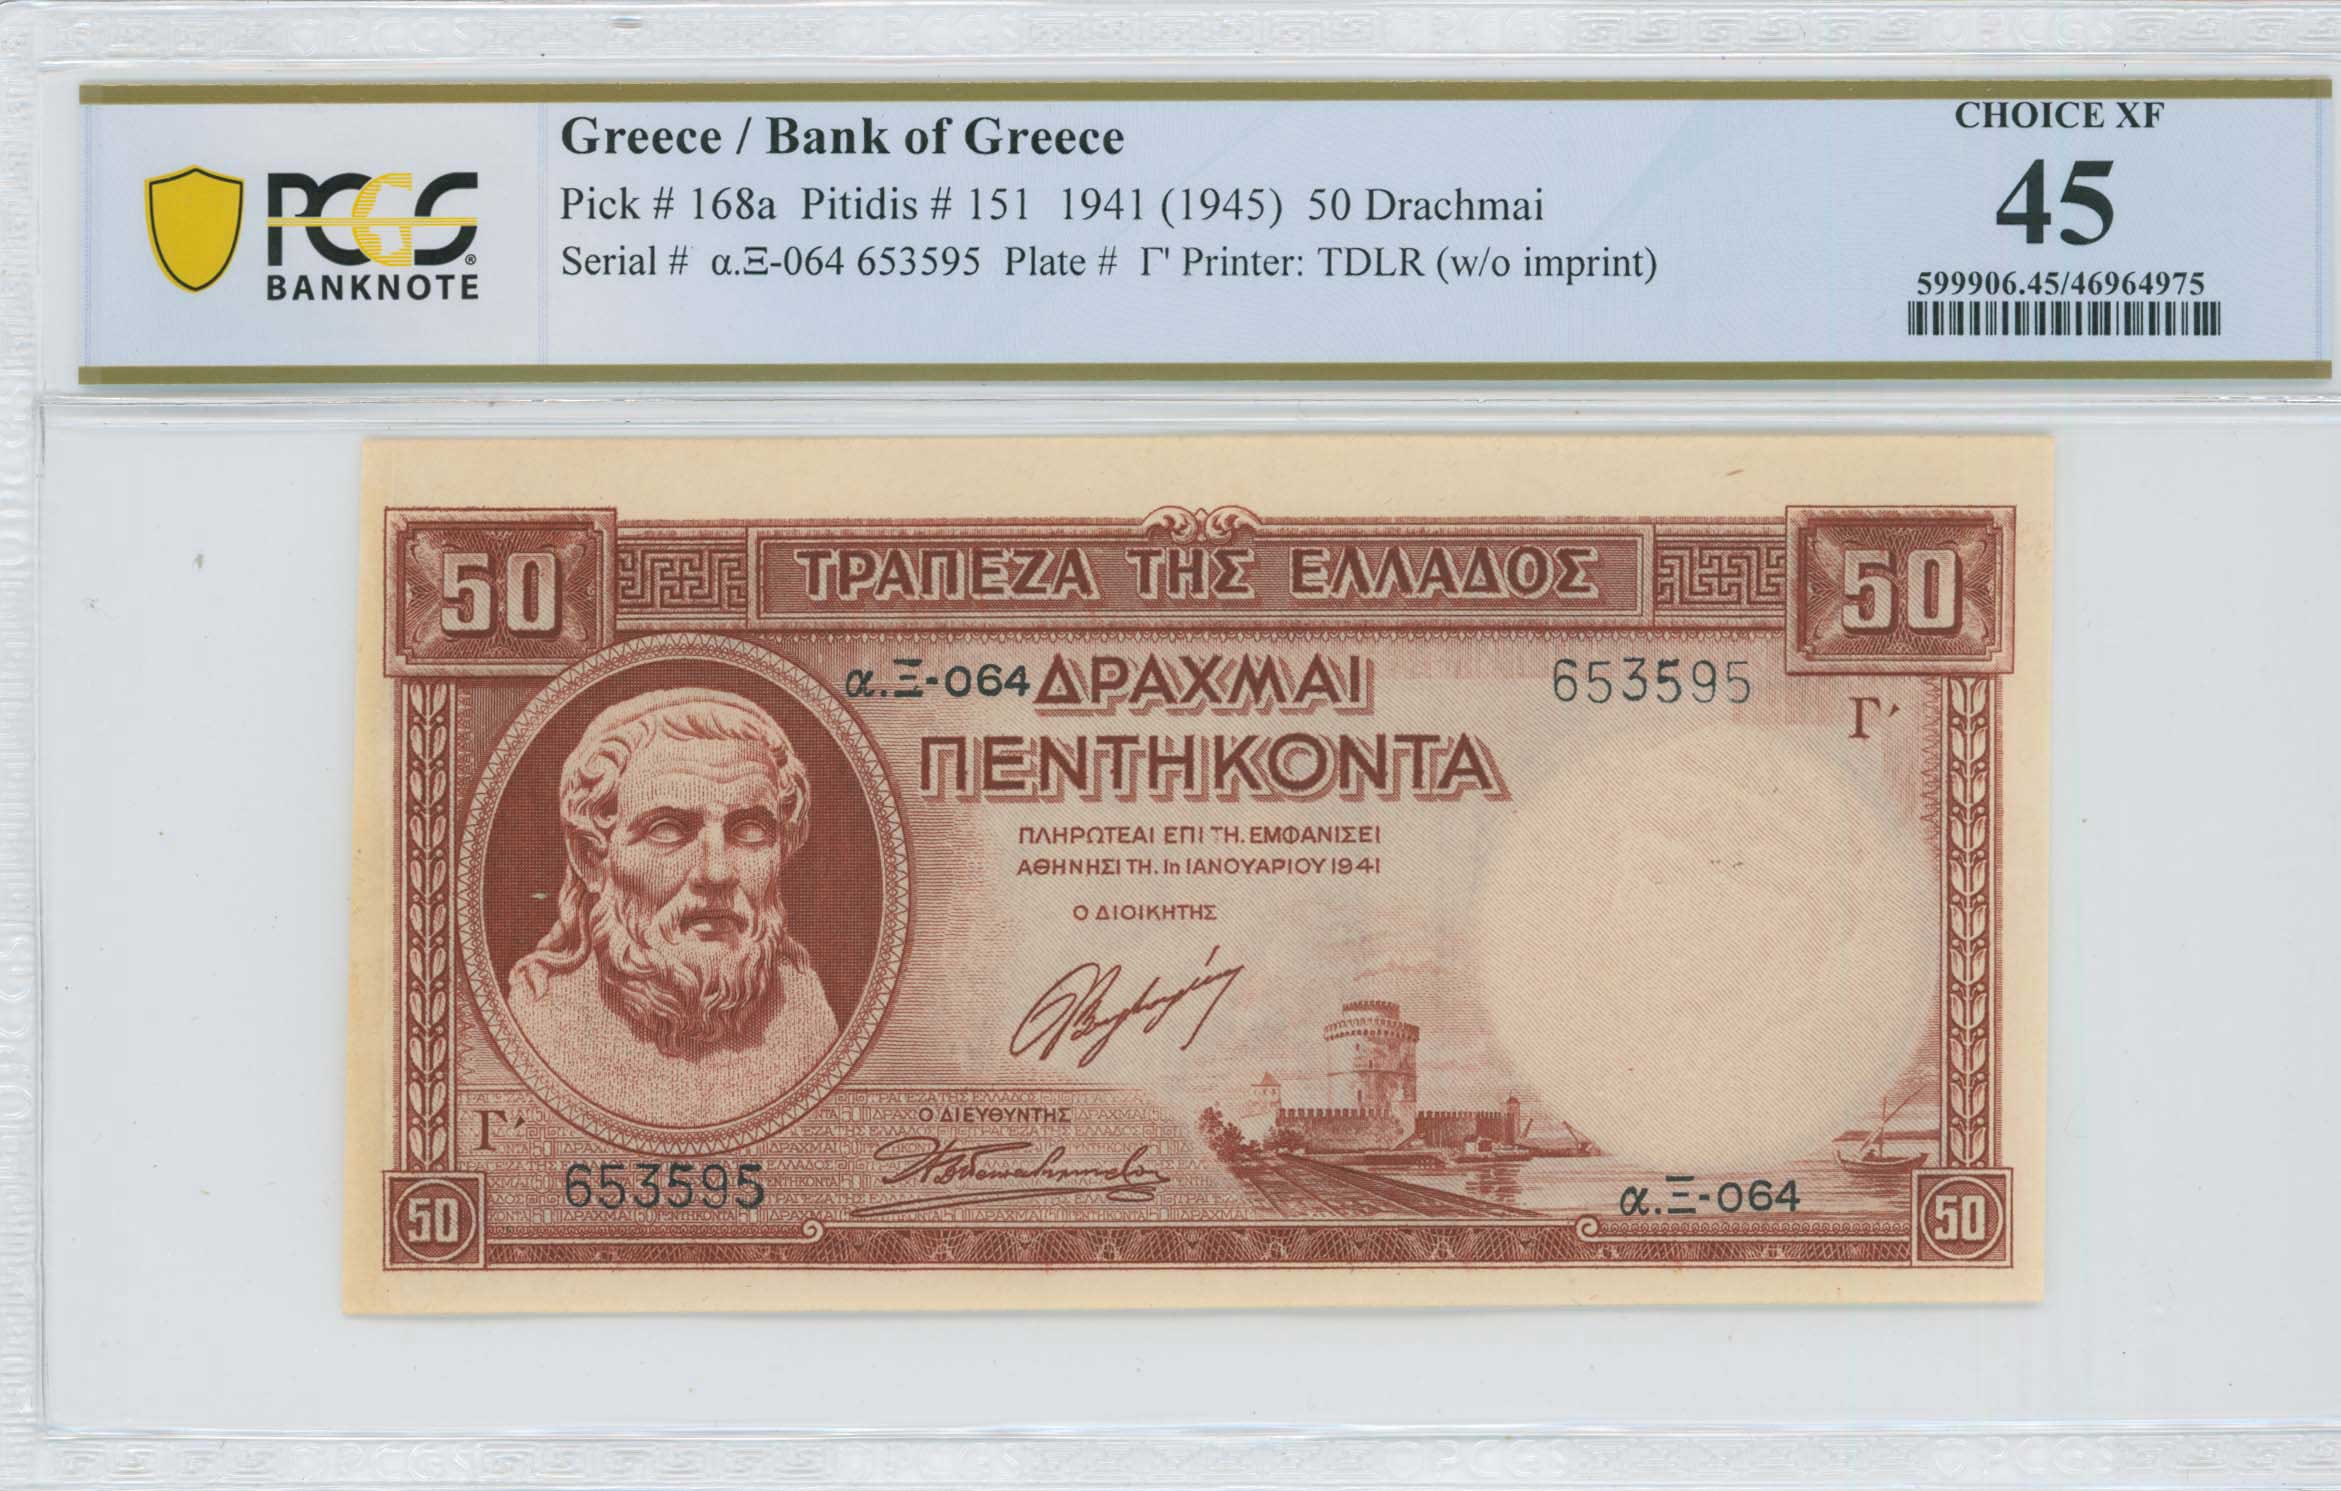 Greece / Bank of Greece
Pick # 168a Pitidis # 151 1941 (1945) 50 Drachmai
Serial # α.Ξ-064 653595 Plate # Γ' Printer: TDLR (w/o imprint)
PCGS
BANKNOTE
CHOICE XF
45
599906.45/46964975
50
ΤΡΑΠΕΖΑ ΤΗΣ ΕΛΛΑΔΟΣ
50
α.Ξ-064
ΔΡΑΧΜΑΙ
653595
Γ'
ΠΕΝΤΗΚΟΝΤΑ
ΠΛΗΡΩΤΕΑΙ ΕΠΙ ΤΗ. ΕΜΦΑΝΙΣΕΙ
ΑΘΗΝΗΣΙ ΤΗ. 1η ΙΑΝΟΥΑΡΙΟΥ 1941
Ο ΔΙΟΙΚΗΤΗΣ
Ο ΔΙΕΥΘΥΝΤΗΣ
Γ'
653595
α.Ξ-064
50
50